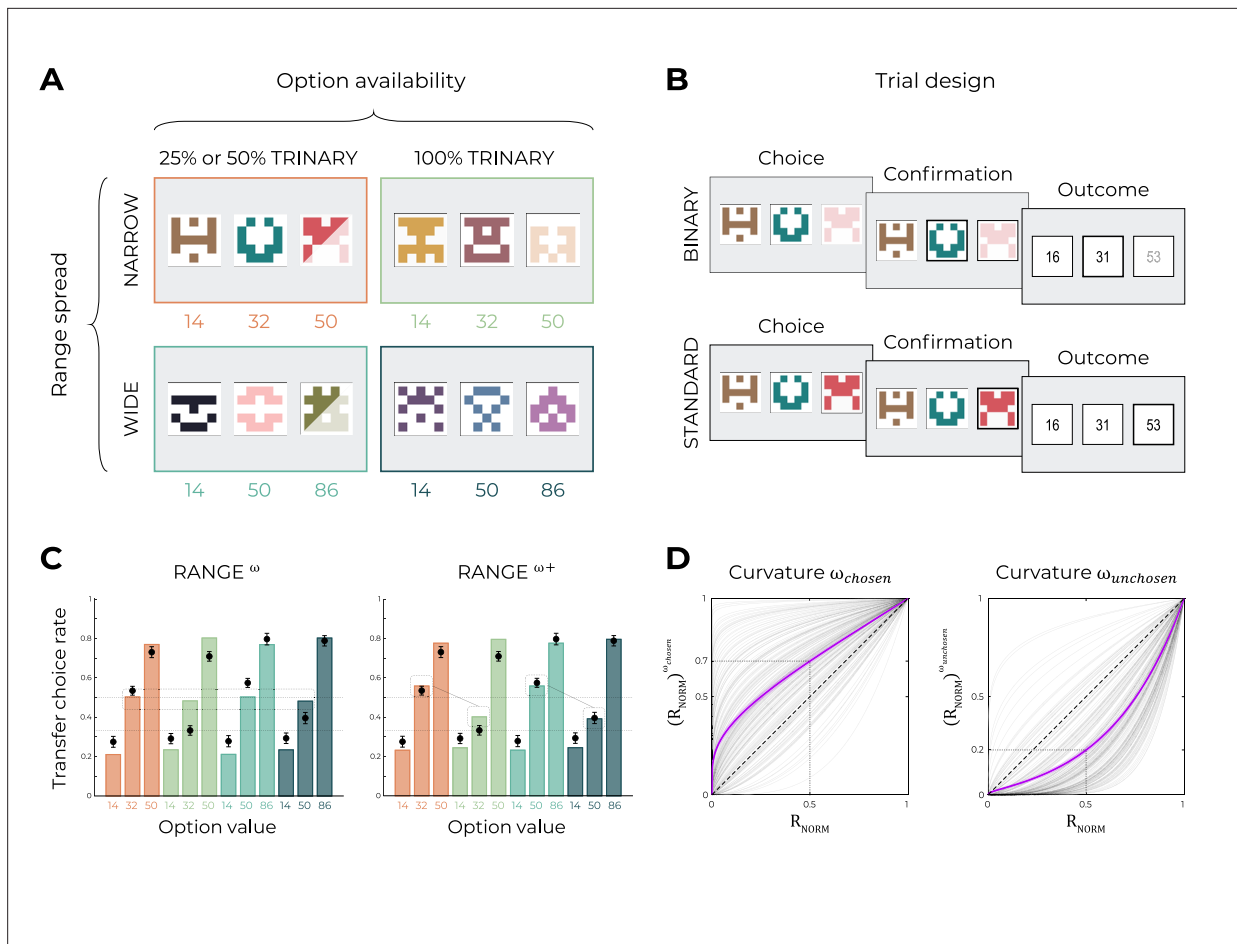 A
Option availability
25% or 50% TRINARY
100% TRINARY
Range spread
NARROW
14 32 50
14 32 50
WIDE
14 50 86
14 50 86
B
Trial design
BINARY
Choice
Confirmation
Outcome
16 31 53
STANDARD
Choice
Confirmation
Outcome
16 31 53
C
RANGE ω
RANGE ω+
Transfer choice rate
1
0.8
0.6
0.4
0.2
0
14 32 50 14 32 50 14 50 86 14 50 86
Option value
1
0.8
0.6
0.4
0.2
0
14 32 50 14 32 50 14 50 86 14 50 86
Option value
D
Curvature ωchosen
(RNORM)ωchosen
1
0.7
0.5
0
0 0.5 1
RNORM
Curvature ωunchosen
(RNORM)ωunchosen
1
0.5
0.2
0
0 0.5 1
RNORM